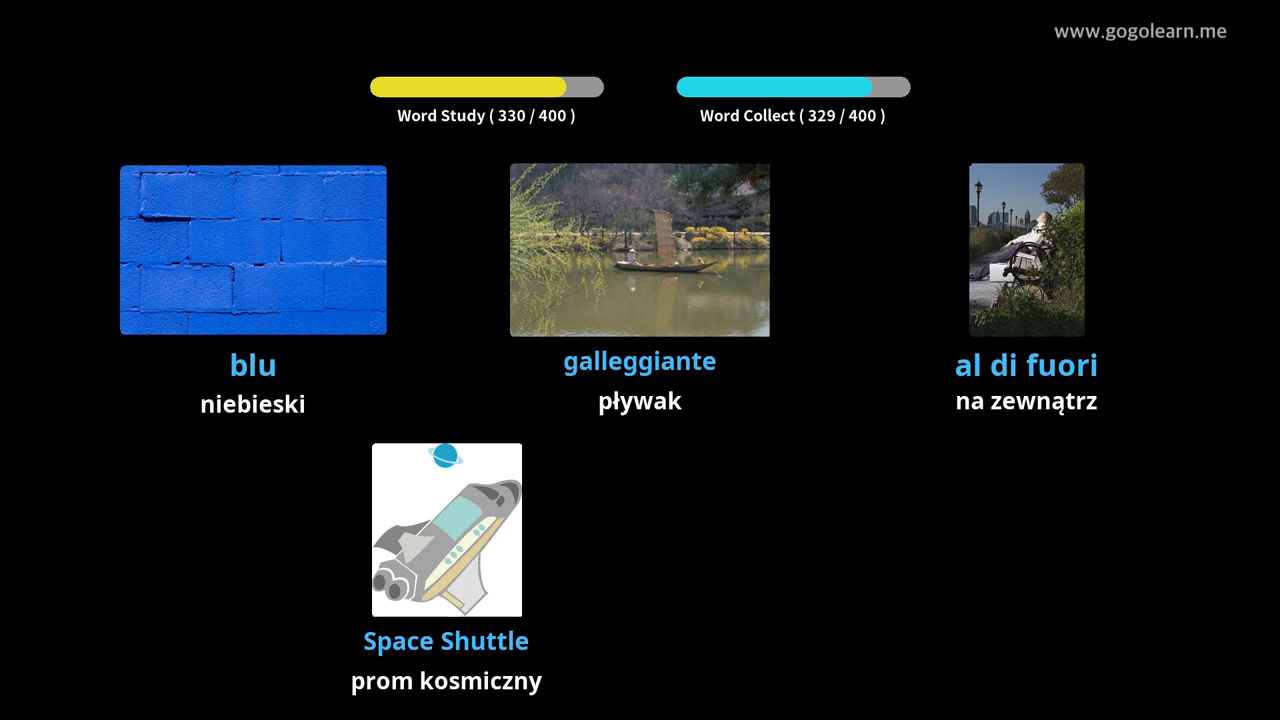 www.gogolearn.me
Word Study ( 330 / 400 )
Word Collect ( 329 / 400 )
blu
niebieski
galleggiante
pływak
al di fuori
na zewnątrz
Space Shuttle
prom kosmiczny